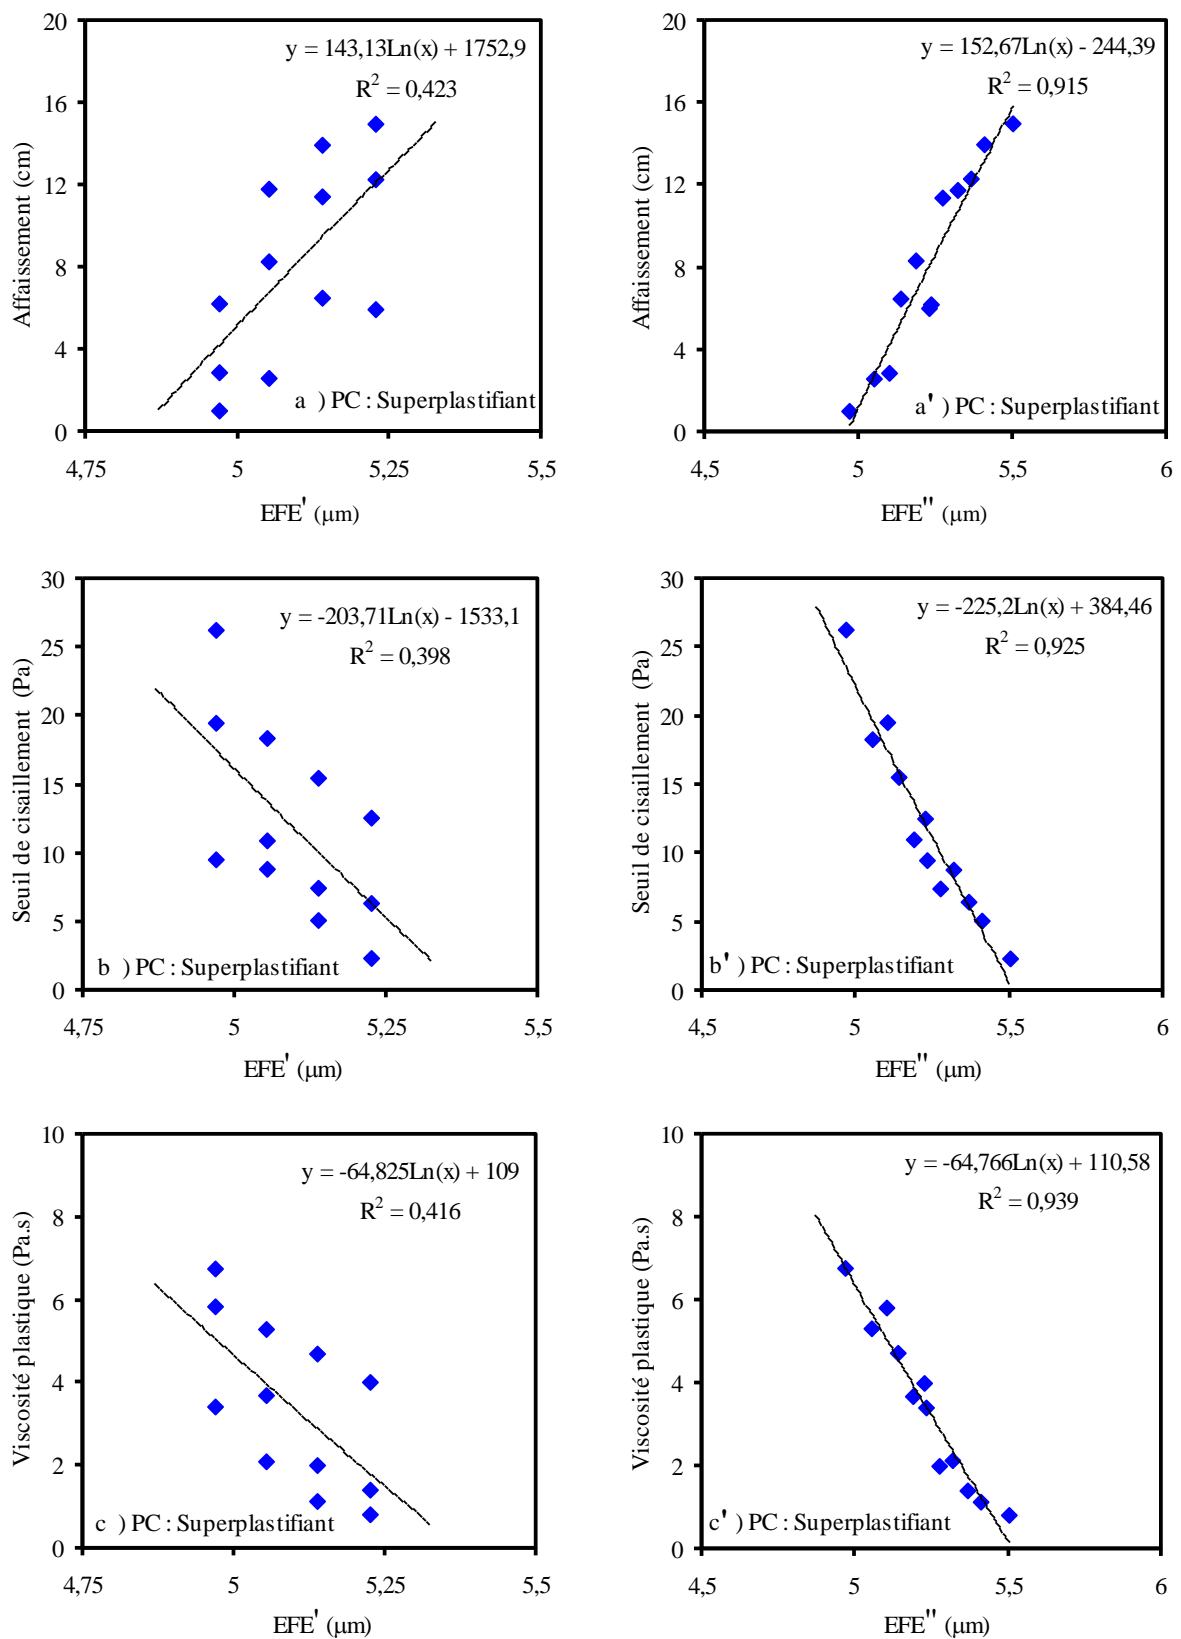 y = 143,13Ln(x) + 1752,9
R² = 0,423
Affaissement (cm)
20
16
12
8
4
0
a ) PC : Superplastifiant
4,75 5 5,25 5,5
EFE' (μm)
y = 152,67Ln(x) - 244,39
R² = 0,915
Affaissement (cm)
20
16
12
8
4
0
a' ) PC : Superplastifiant
4,5 5 5,5 6
EFE'' (μm)
y = -203,71Ln(x) - 1533,1
R² = 0,398
Seuil de cisaillement (Pa)
30
25
20
15
10
5
0
b ) PC : Superplastifiant
4,75 5 5,25 5,5
EFE' (μm)
y = -225,2Ln(x) + 384,46
R² = 0,925
Seuil de cisaillement (Pa)
30
25
20
15
10
5
0
b' ) PC : Superplastifiant
4,5 5 5,5 6
EFE'' (μm)
y = -64,825Ln(x) + 109
R² = 0,416
Viscosité plastique (Pa.s)
10
8
6
4
2
0
c ) PC : Superplastifiant
4,75 5 5,25 5,5
EFE' (μm)
y = -64,766Ln(x) + 110,58
R² = 0,939
Viscosité plastique (Pa.s)
10
8
6
4
2
0
c' ) PC : Superplastifiant
4,5 5 5,5 6
EFE'' (μm)